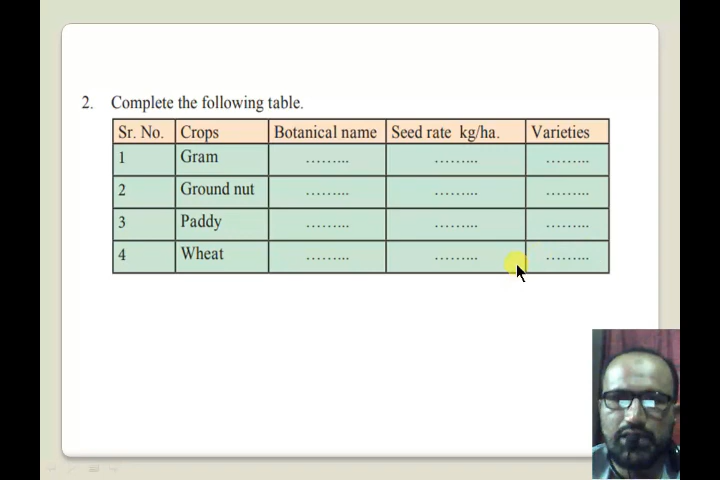 2. Complete the following table.
Sr. No. Crops Botanical name Seed rate kg/ha. Varieties
1 Gram ……... ……... ……...
2 Ground nut ……... ……... ……...
3 Paddy ……... ……... ……...
4 Wheat ……... ……... ……...